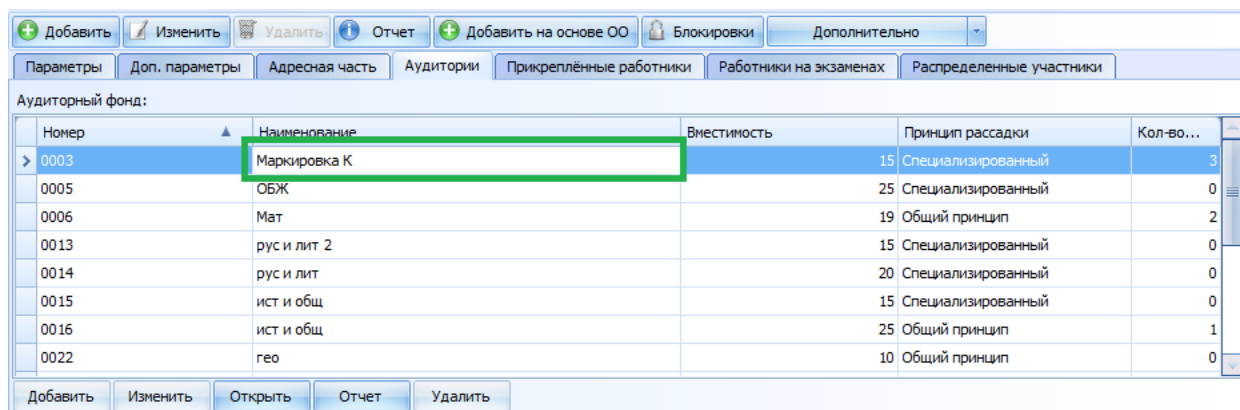 Добавить Изменить Удалить Отчет Добавить на основе ОО Блокировки Дополнительно
Параметры Доп. параметры Адресная часть Аудитории Прикреплённые работники Работники на экзаменах Распределенные участники
Аудиторный фонд:
Номер Наименование Вместимость Принцип рассадки Кол-во...
0003 Маркировка К 15 Специализированный 3
0005 ОБЖ 25 Специализированный 0
0006 Мат 19 Общий принцип 2
0013 рус и лит 2 15 Специализированный 0
0014 рус и лит 20 Специализированный 0
0015 ист и общ 15 Специализированный 0
0016 ист и общ 25 Общий принцип 1
0022 гео 10 Общий принцип 0
Добавить Изменить Открыть Отчет Удалить